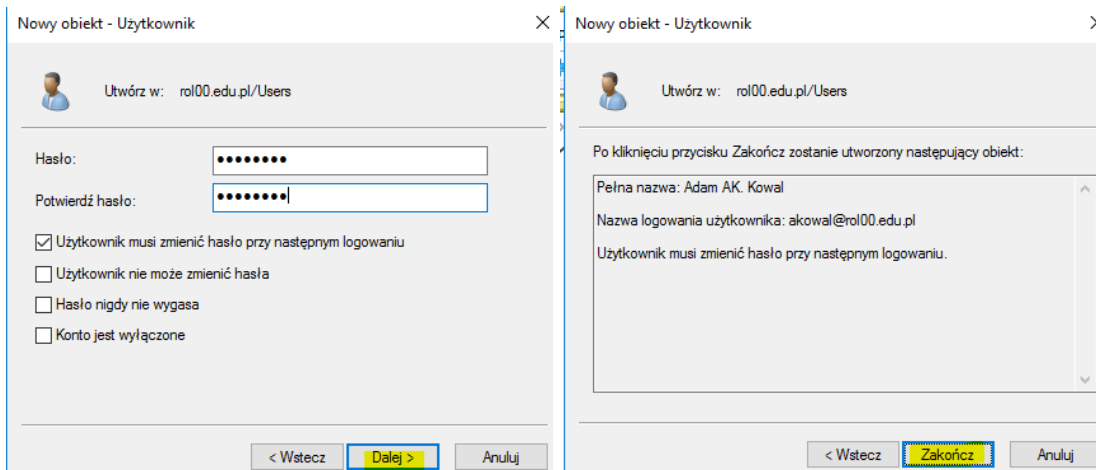 Nowy obiekt - Użytkownik
Utwórz w: rol00.edu.pl/Users
Hasło: ●●●●●●●●
Potwierdź hasło: ●●●●●●●●
Użytkownik musi zmienić hasło przy następnym logowaniu
Użytkownik nie może zmienić hasła
Hasło nigdy nie wygasa
Konto jest wyłączone
< Wstecz Dalej > Anuluj
Nowy obiekt - Użytkownik
Utwórz w: rol00.edu.pl/Users
Po kliknięciu przycisku Zakończ zostanie utworzony następujący obiekt:
Pełna nazwa: Adam AK. Kowal
Nazwa logowania użytkownika: akowal@rol00.edu.pl
Użytkownik musi zmienić hasło przy następnym logowaniu.
< Wstecz Zakończ Anuluj